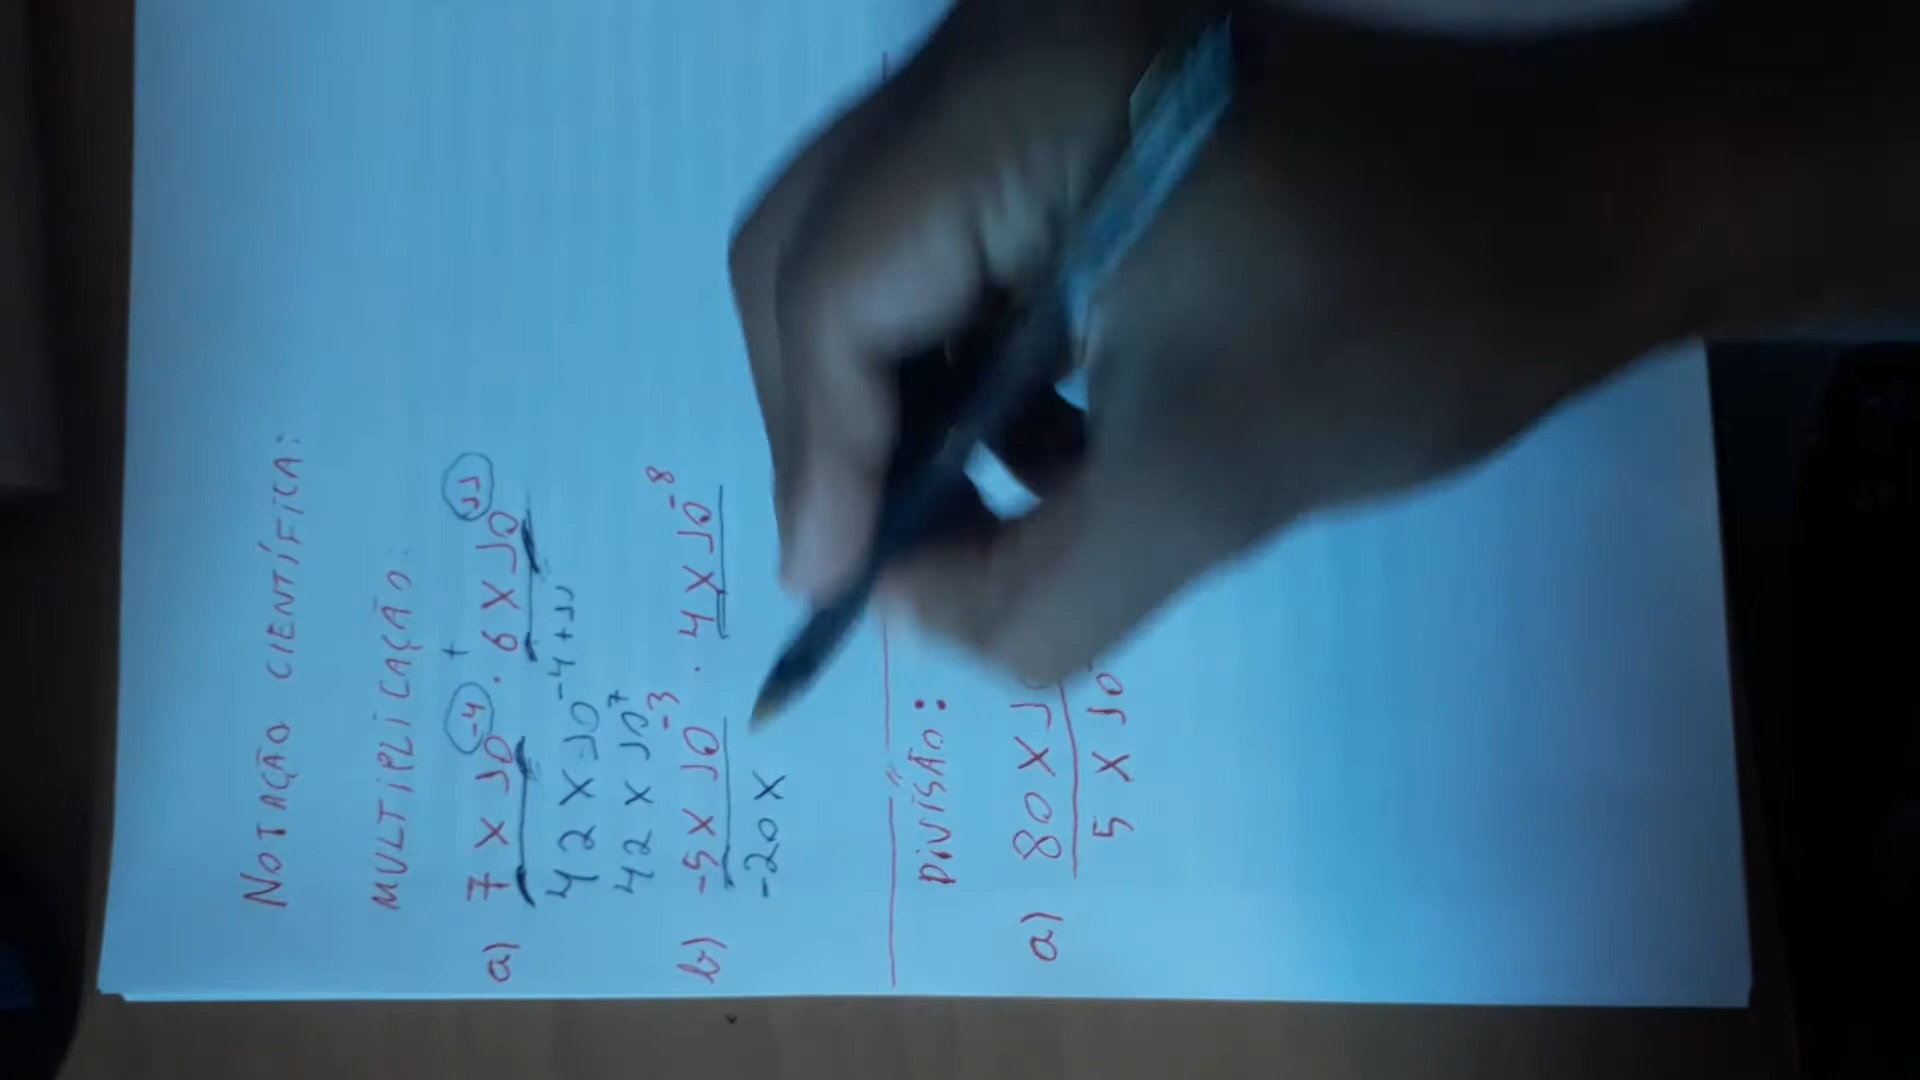 NOTAÇÃO CIENTÍFICA:
MULTIPLICAÇÃO:
a) 7 x 10⁻⁴ . 6 x 10¹¹
+
42 x 10⁻⁴⁺¹¹
42 x 10⁷
b) -5 x 10⁻³ . 4 x 10⁻⁸
-20 x
DIVISÃO:
a) 80 x 1
5 x 10